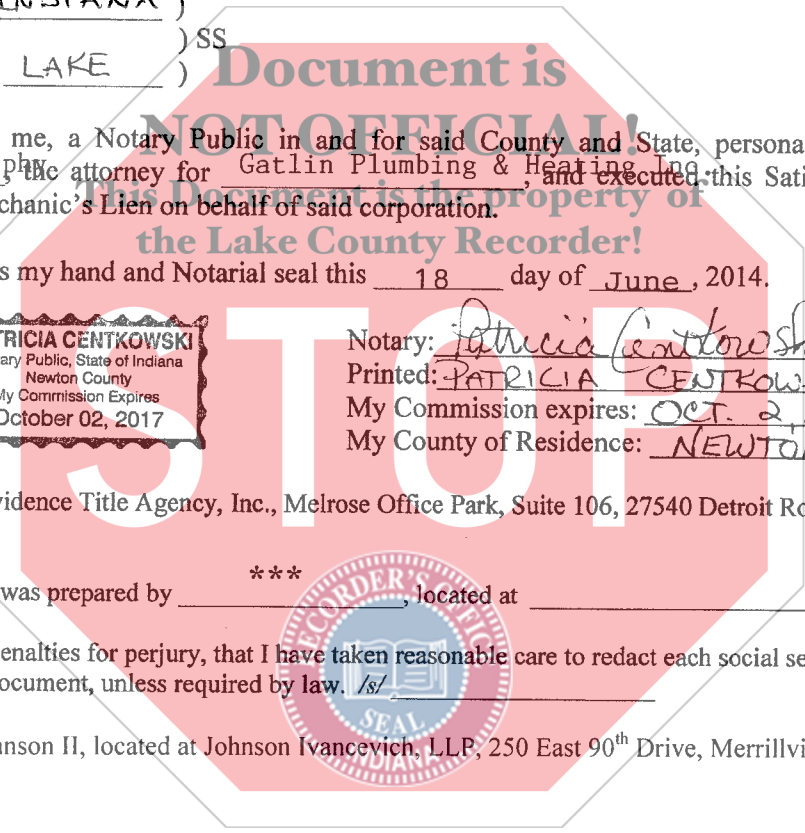 INDIANA )
) SS
LAKE )
Document is
NOT OFFICIAL!
me, a Notary Public in and for said County and State, persona
phy, the attorney for Gatlin Plumbing & Heating Inc., and executed this Sati
This Document is the property of
chanic's Lien on behalf of said corporation.
the Lake County Recorder!
s my hand and Notarial seal this 18 day of June, 2014.
STOP
TRICIA CENTKOWSKI
ary Public, State of Indiana
Newton County
My Commission Expires
October 02, 2017
Notary: Patricia Centkowsk
Printed: PATRICIA CENTKOW
My Commission expires: OCT. 2,
My County of Residence: NEWTO
vidence Title Agency, Inc., Melrose Office Park, Suite 106, 27540 Detroit Ro
was prepared by ***, located at
enalties for perjury, that I have taken reasonable care to redact each social se
ocument, unless required by law. /s/
RECORDER'S OFFICE
SEAL
INDIANA
nson II, located at Johnson Ivancevich, LLP, 250 East 90th Drive, Merrillvi